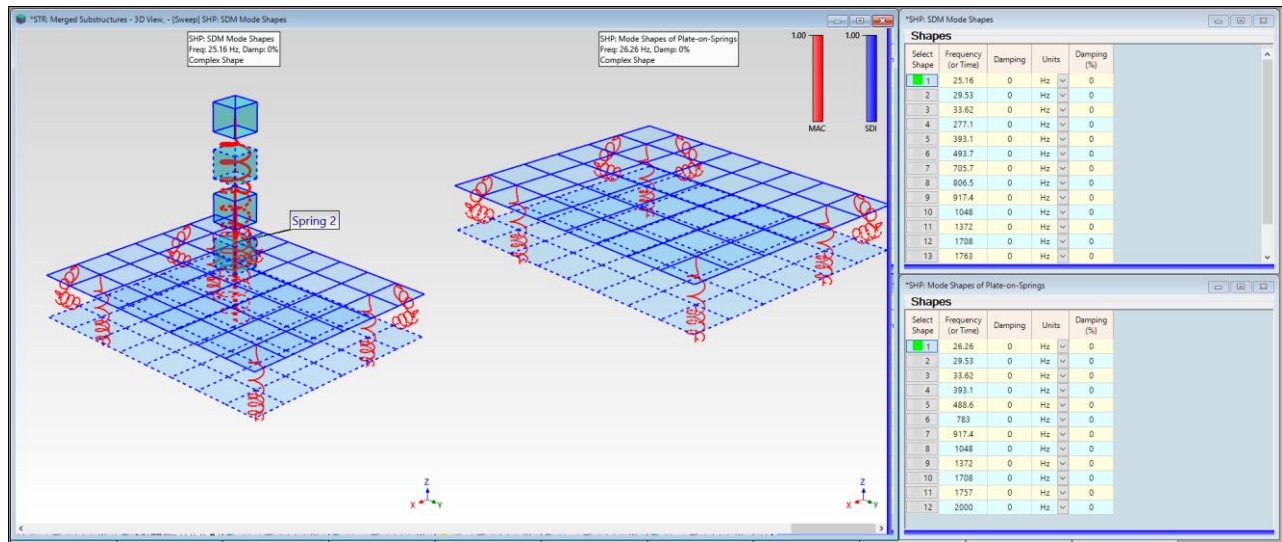 *STR: Merged Substructures - 3D View, - [Sweep] SHP: SDM Mode Shapes
SHP: SDM Mode Shapes
Freq: 25.16 Hz, Damp: 0%
Complex Shape
SHP: Mode Shapes of Plate-on-Springs
Freq: 26.26 Hz, Damp: 0%
Complex Shape
1.00
1.00
MAC
SDI
Spring 2
Z
X
Y
Z
X
Y
*SHP: SDM Mode Shapes
Shapes
Select Shape Frequency (or Time) Damping Units Damping (%)
1 25.16 0 Hz 0
2 29.53 0 Hz 0
3 33.62 0 Hz 0
4 277.1 0 Hz 0
5 393.1 0 Hz 0
6 493.7 0 Hz 0
7 705.7 0 Hz 0
8 806.5 0 Hz 0
9 917.4 0 Hz 0
10 1048 0 Hz 0
11 1372 0 Hz 0
12 1708 0 Hz 0
13 1763 0 Hz 0
*SHP: Mode Shapes of Plate-on-Springs
Shapes
Select Shape Frequency (or Time) Damping Units Damping (%)
1 26.26 0 Hz 0
2 29.53 0 Hz 0
3 33.62 0 Hz 0
4 393.1 0 Hz 0
5 488.6 0 Hz 0
6 783 0 Hz 0
7 917.4 0 Hz 0
8 1048 0 Hz 0
9 1372 0 Hz 0
10 1708 0 Hz 0
11 1757 0 Hz 0
12 2000 0 Hz 0